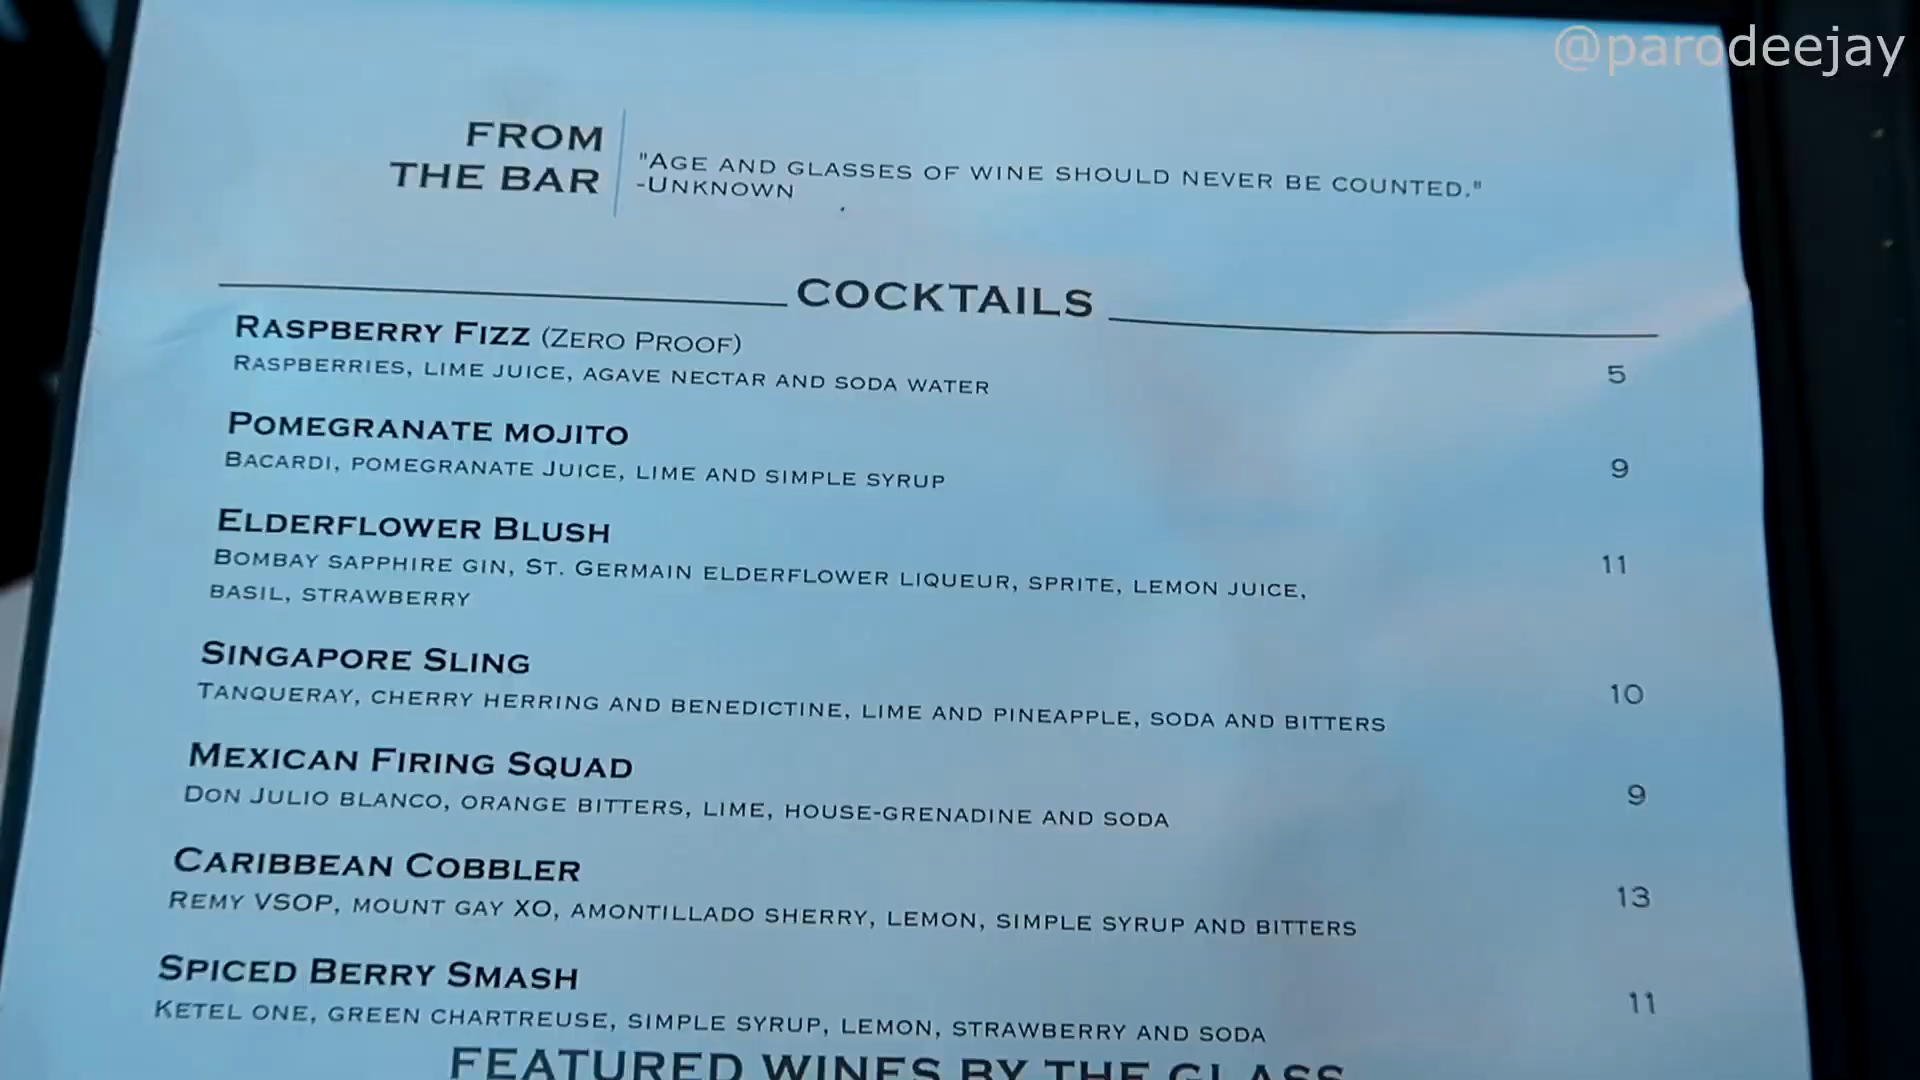 @parodeejay
FROM
THE BAR
"AGE AND GLASSES OF WINE SHOULD NEVER BE COUNTED."
-UNKNOWN
COCKTAILS
RASPBERRY FIZZ (ZERO PROOF)
RASPBERRIES, LIME JUICE, AGAVE NECTAR AND SODA WATER
5
POMEGRANATE MOJITO
BACARDI, POMEGRANATE JUICE, LIME AND SIMPLE SYRUP
9
ELDERFLOWER BLUSH
BOMBAY SAPPHIRE GIN, ST. GERMAIN ELDERFLOWER LIQUEUR, SPRITE, LEMON JUICE,
11
BASIL, STRAWBERRY
SINGAPORE SLING
TANQUERAY, CHERRY HERRING AND BENEDICTINE, LIME AND PINEAPPLE, SODA AND BITTERS
10
MEXICAN FIRING SQUAD
DON JULIO BLANCO, ORANGE BITTERS, LIME, HOUSE-GRENADINE AND SODA
9
CARIBBEAN COBBLER
REMY VSOP, MOUNT GAY XO, AMONTILLADO SHERRY, LEMON, SIMPLE SYRUP AND BITTERS
13
SPICED BERRY SMASH
KETEL ONE, GREEN CHARTREUSE, SIMPLE SYRUP, LEMON, STRAWBERRY AND SODA
11
FEATURED WINES BY THE GLASS